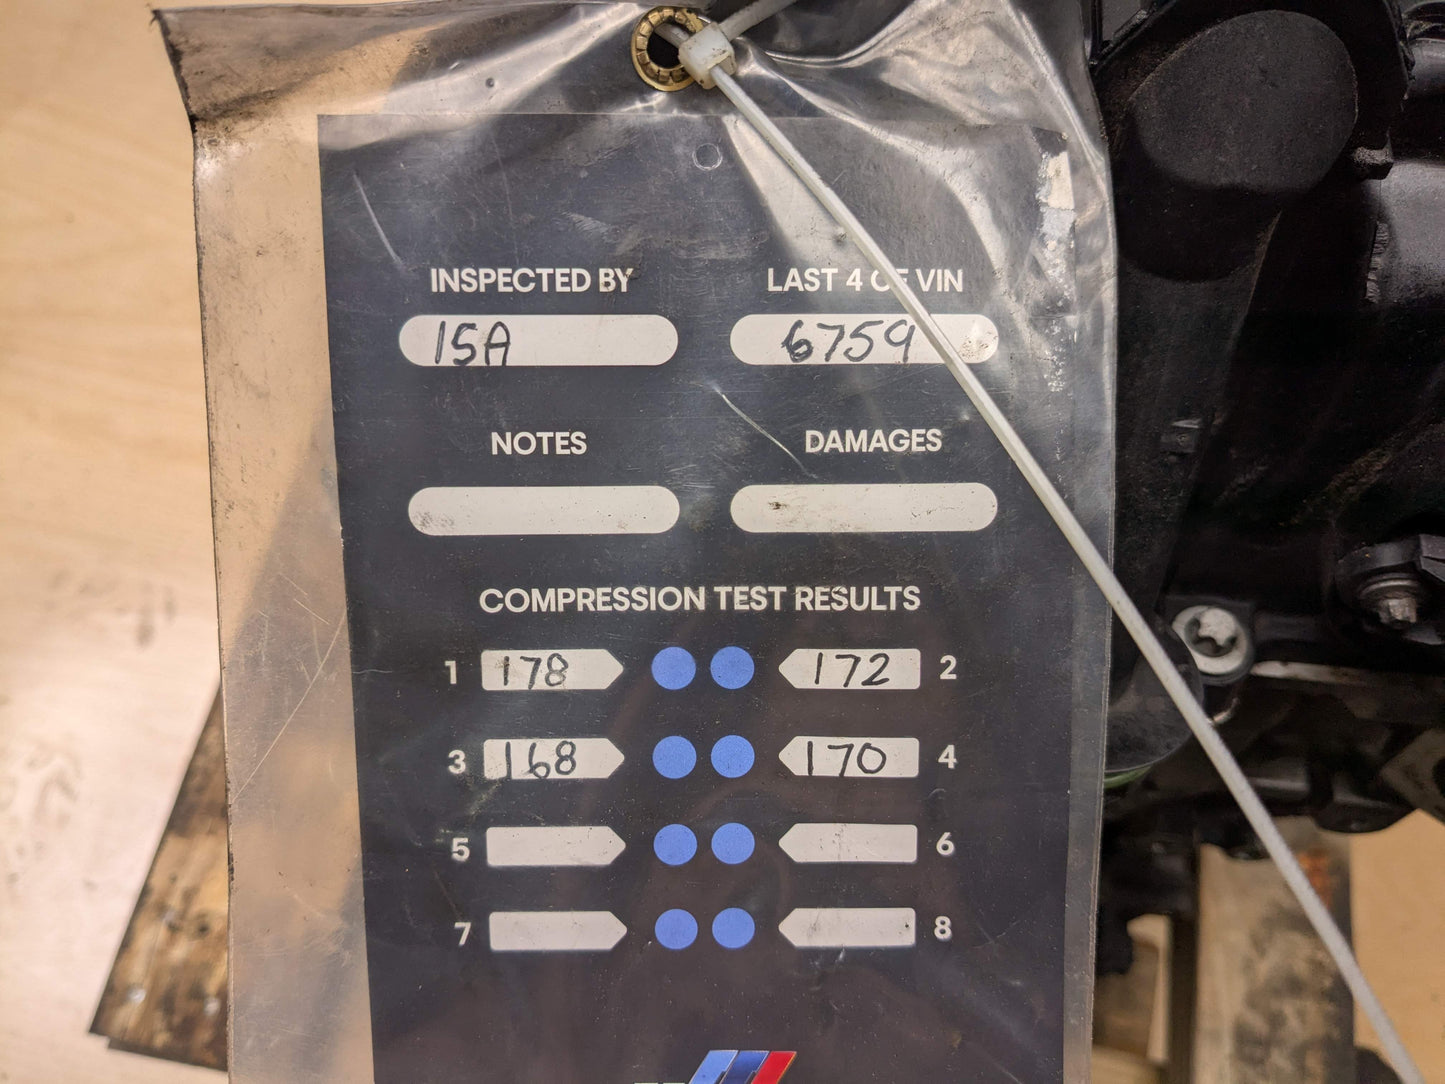 INSPECTED BY LAST 4 OF VIN
ISA 6759
NOTES DAMAGES
COMPRESSION TEST RESULTS
1 178 172 2
3 168 170 4
5 6
7 8